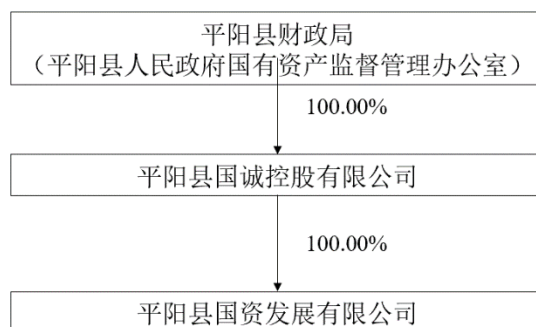 平阳县财政局
（平阳县人民政府国有资产监督管理办公室）
100.00%
平阳县国诚控股有限公司
100.00%
平阳县国资发展有限公司